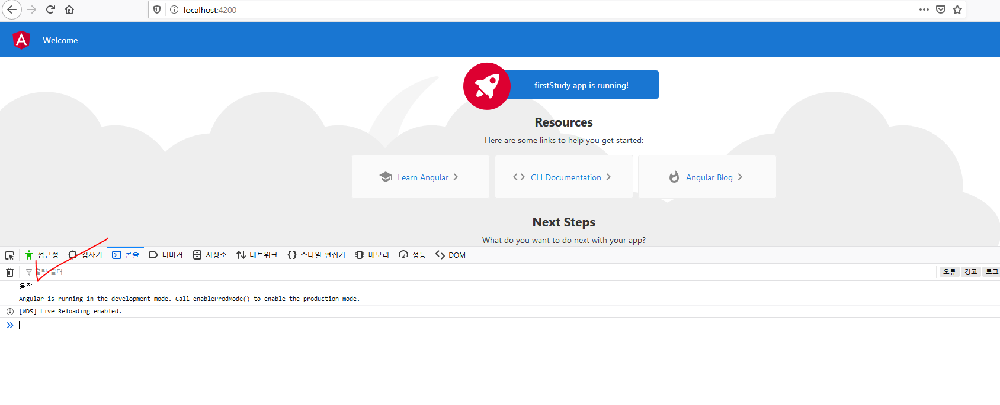 localhost:4200
Welcome
firstStudy app is running!
Resources
Here are some links to help you get started:
Learn Angular
CLI Documentation
Angular Blog
Next Steps
What do you want to do next with your app?
접근성 검사기 콘솔 디버거 저장소 네트워크 스타일 편집기 메모리 성능 DOM
출력 필터 오류 경고 로그
동작
Angular is running in the development mode. Call enableProdMode() to enable the production mode.
[WDS] Live Reloading enabled.